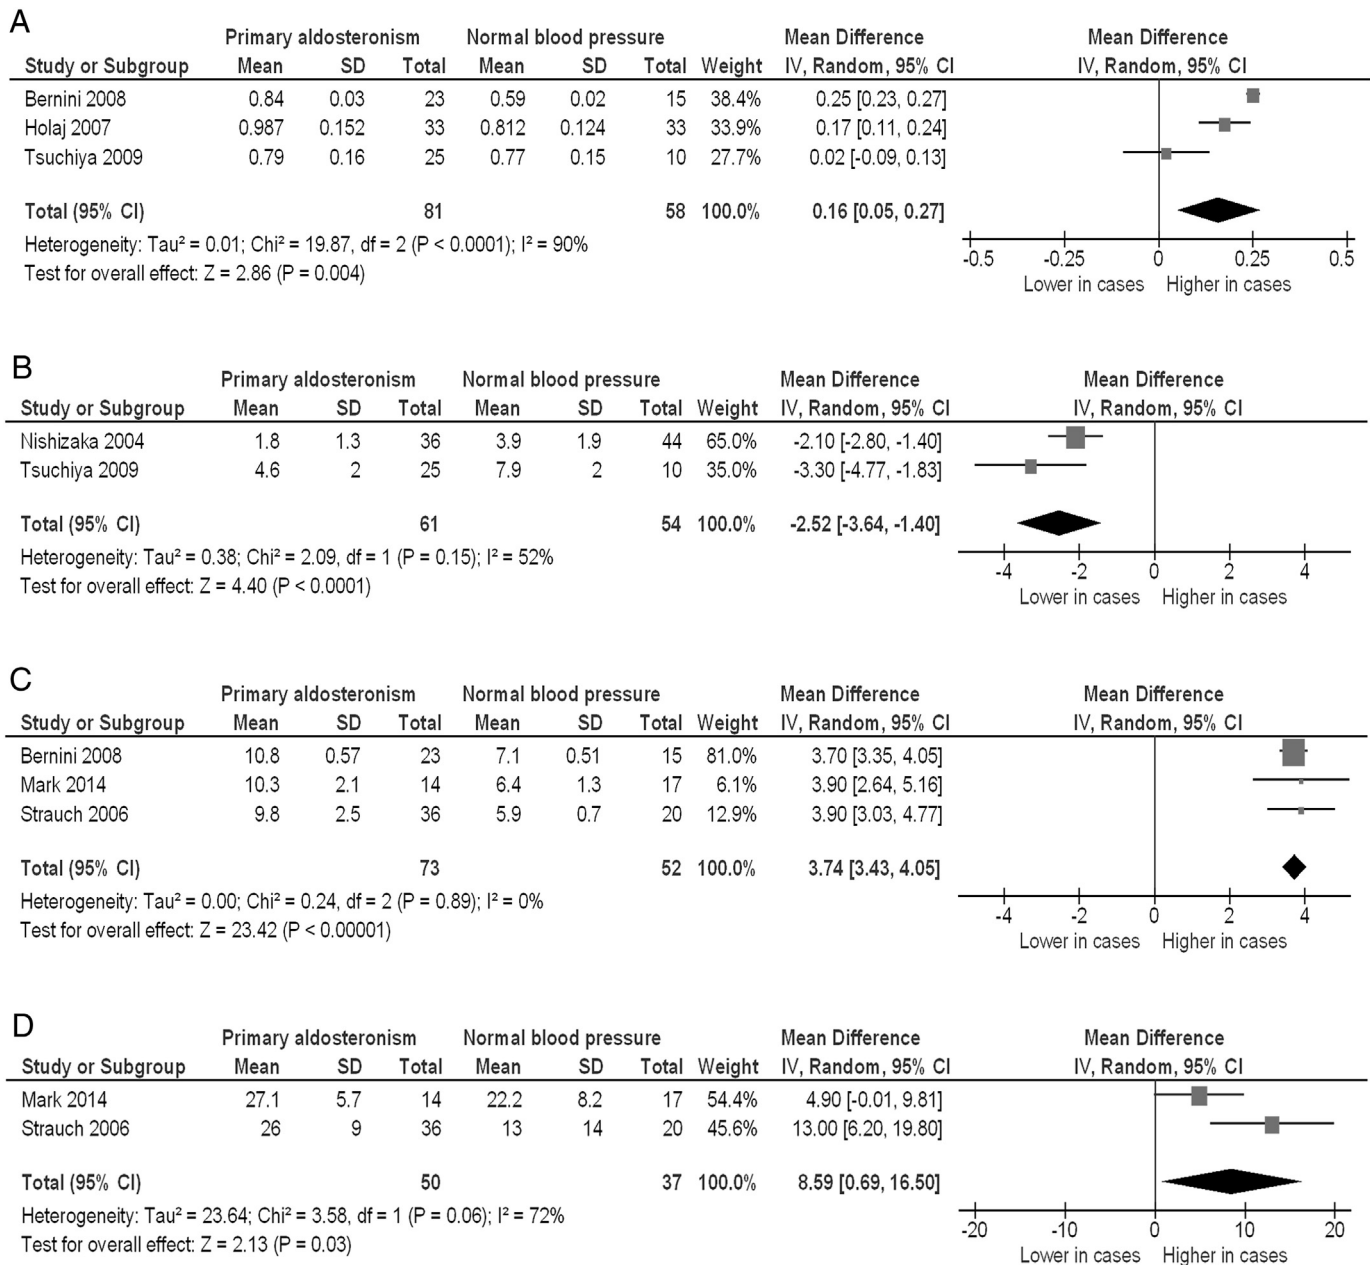 A
Primary aldosteronism Normal blood pressure Mean Difference Mean Difference
Study or Subgroup Mean SD Total Mean SD Total Weight IV, Random, 95% CI IV, Random, 95% CI
Bernini 2008 0.84 0.03 23 0.59 0.02 15 38.4% 0.25 [0.23, 0.27]
Holaj 2007 0.987 0.152 33 0.812 0.124 33 33.9% 0.17 [0.11, 0.24]
Tsuchiya 2009 0.79 0.16 25 0.77 0.15 10 27.7% 0.02 [-0.09, 0.13]
Total (95% CI) 81 58 100.0% 0.16 [0.05, 0.27]
Heterogeneity: Tau² = 0.01; Chi² = 19.87, df = 2 (P < 0.0001); I² = 90%
Test for overall effect: Z = 2.86 (P = 0.004)
-0.5 -0.25 0 0.25 0.5
Lower in cases Higher in cases
B
Primary aldosteronism Normal blood pressure Mean Difference Mean Difference
Study or Subgroup Mean SD Total Mean SD Total Weight IV, Random, 95% CI IV, Random, 95% CI
Nishizaka 2004 1.8 1.3 36 3.9 1.9 44 65.0% -2.10 [-2.80, -1.40]
Tsuchiya 2009 4.6 2 25 7.9 2 10 35.0% -3.30 [-4.77, -1.83]
Total (95% CI) 61 54 100.0% -2.52 [-3.64, -1.40]
Heterogeneity: Tau² = 0.38; Chi² = 2.09, df = 1 (P = 0.15); I² = 52%
Test for overall effect: Z = 4.40 (P < 0.0001)
-4 -2 0 2 4
Lower in cases Higher in cases
C
Primary aldosteronism Normal blood pressure Mean Difference Mean Difference
Study or Subgroup Mean SD Total Mean SD Total Weight IV, Random, 95% CI IV, Random, 95% CI
Bernini 2008 10.8 0.57 23 7.1 0.51 15 81.0% 3.70 [3.35, 4.05]
Mark 2014 10.3 2.1 14 6.4 1.3 17 6.1% 3.90 [2.64, 5.16]
Strauch 2006 9.8 2.5 36 5.9 0.7 20 12.9% 3.90 [3.03, 4.77]
Total (95% CI) 73 52 100.0% 3.74 [3.43, 4.05]
Heterogeneity: Tau² = 0.00; Chi² = 0.24, df = 2 (P = 0.89); I² = 0%
Test for overall effect: Z = 23.42 (P < 0.00001)
-4 -2 0 2 4
Lower in cases Higher in cases
D
Primary aldosteronism Normal blood pressure Mean Difference Mean Difference
Study or Subgroup Mean SD Total Mean SD Total Weight IV, Random, 95% CI IV, Random, 95% CI
Mark 2014 27.1 5.7 14 22.2 8.2 17 54.4% 4.90 [-0.01, 9.81]
Strauch 2006 26 9 36 13 14 20 45.6% 13.00 [6.20, 19.80]
Total (95% CI) 50 37 100.0% 8.59 [0.69, 16.50]
Heterogeneity: Tau² = 23.64; Chi² = 3.58, df = 1 (P = 0.06); I² = 72%
Test for overall effect: Z = 2.13 (P = 0.03)
-20 -10 0 10 20
Lower in cases Higher in cases